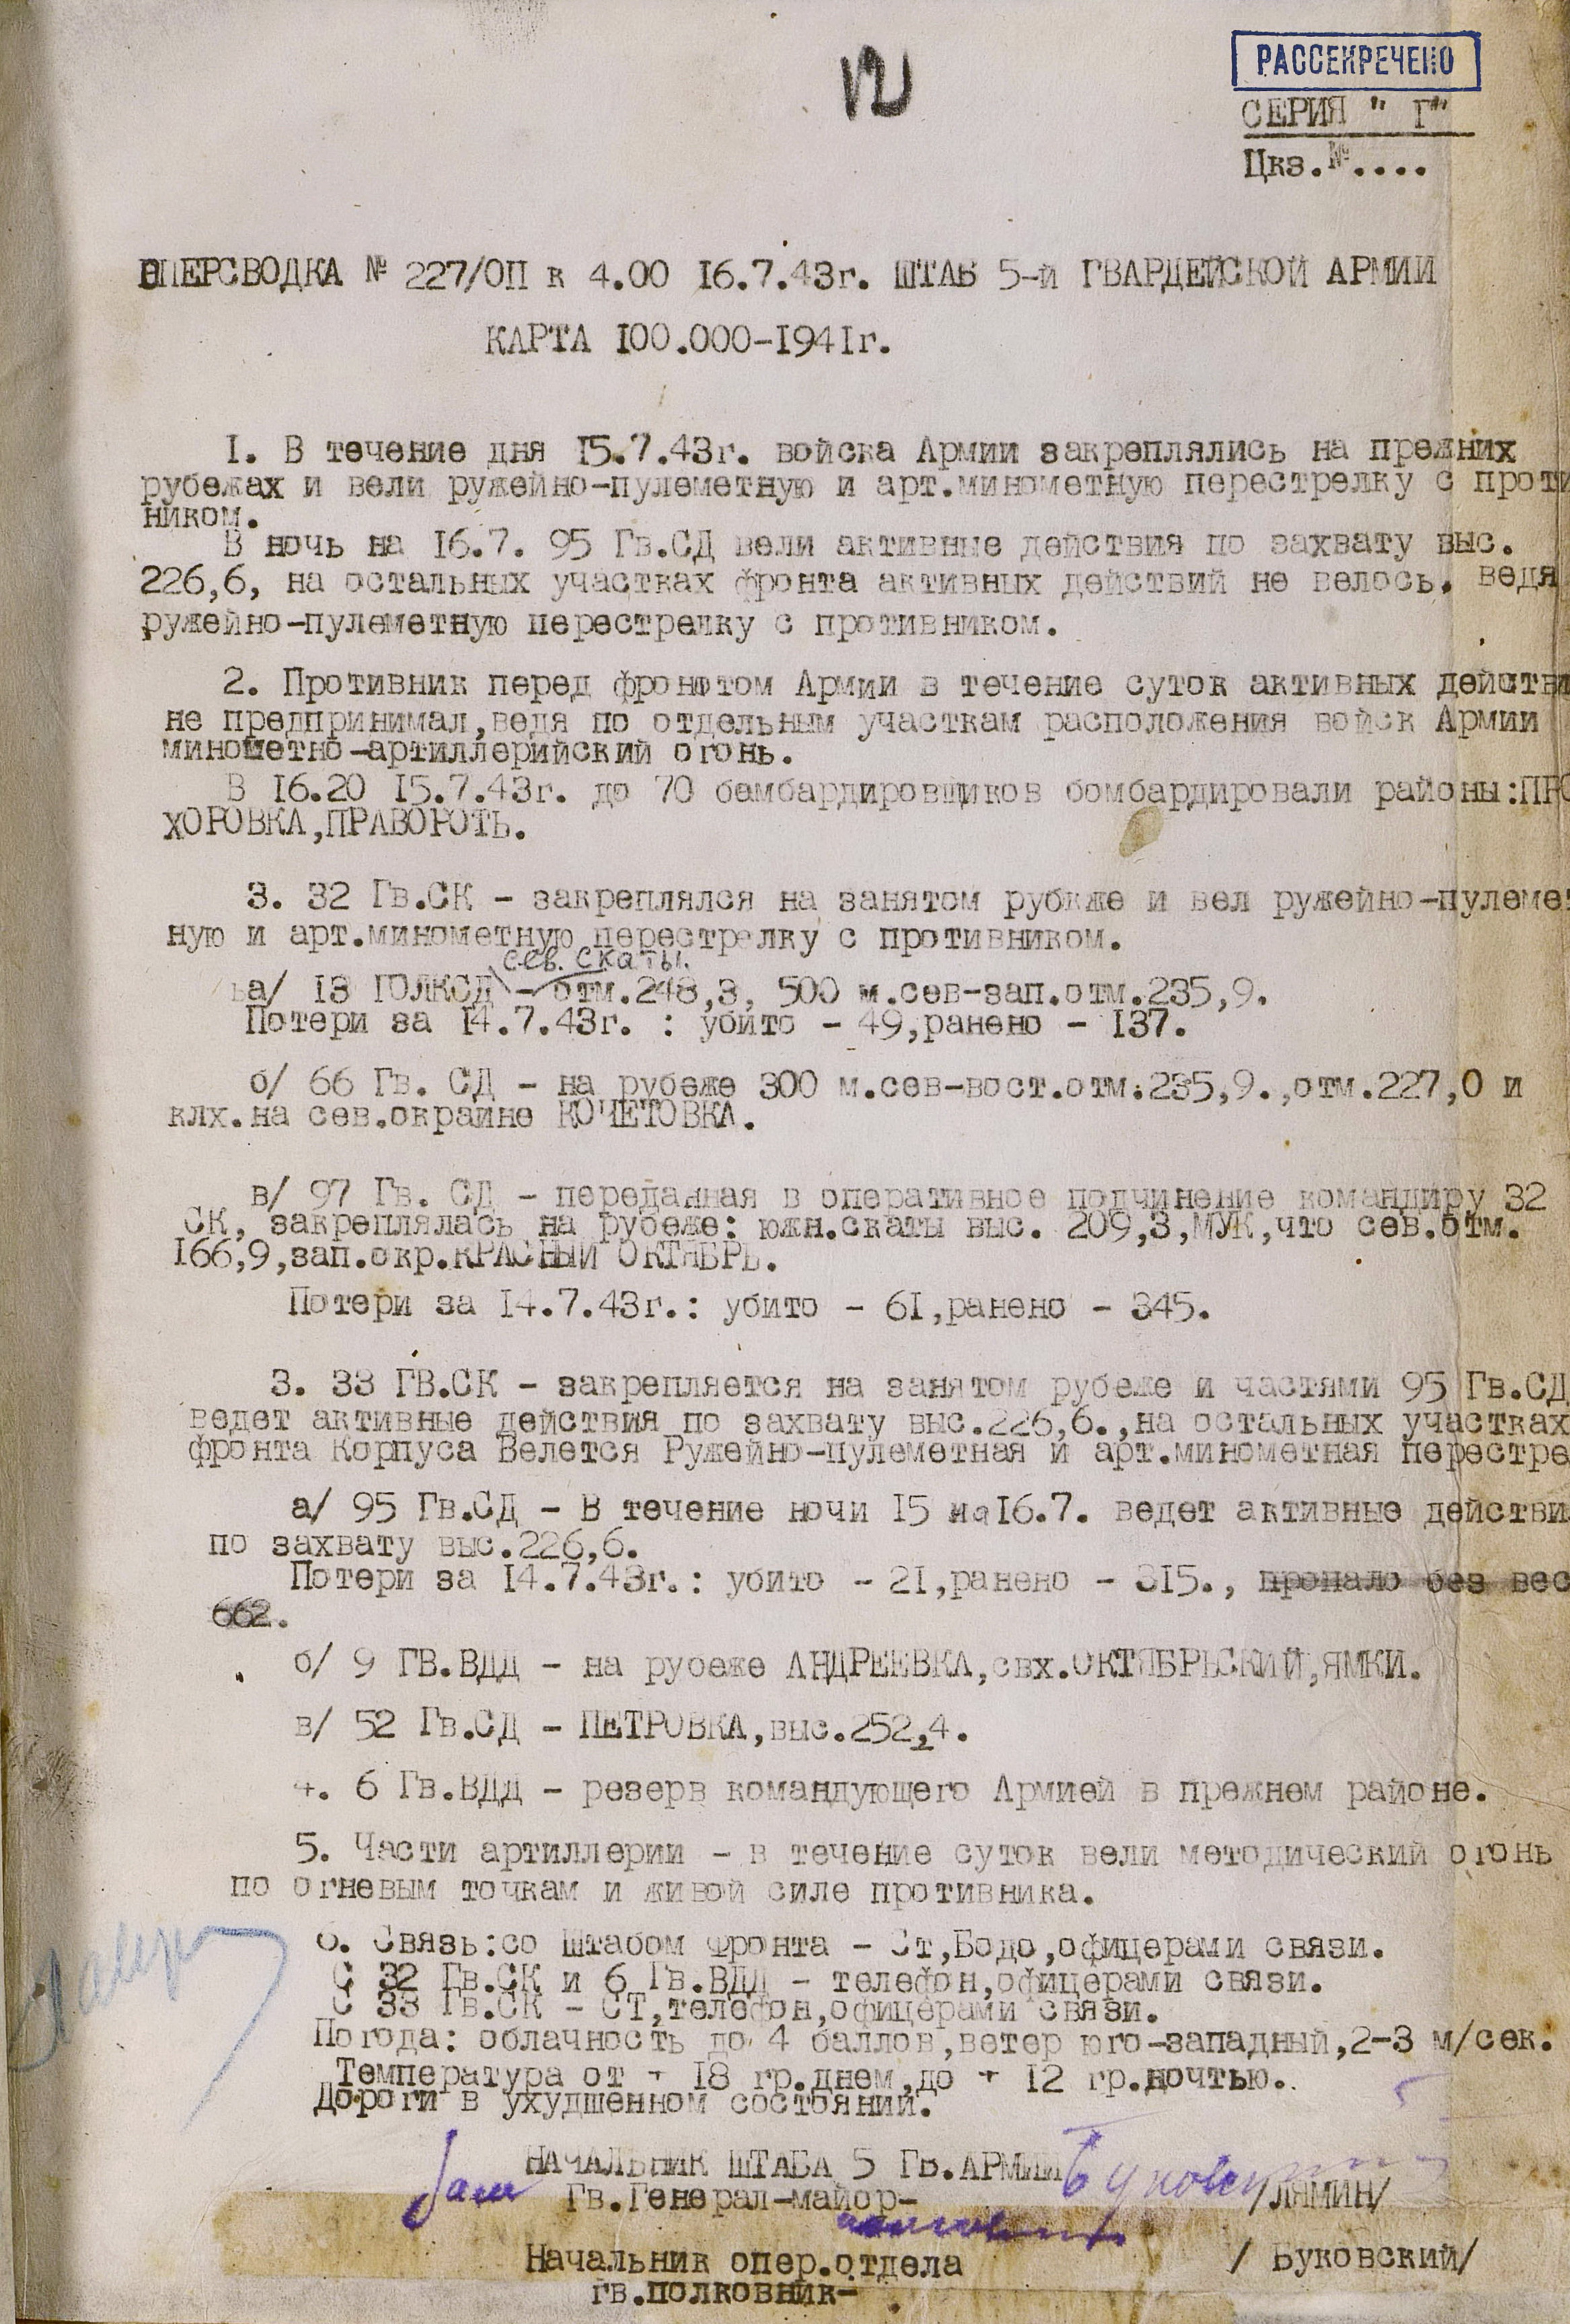 РАССЕКРЕЧЕНО
СЕРИЯ " Г"
Цкз.№....
ОПЕРСВОДКА № 227/ОП к 4.00 16.7.43г. ШТАБ 5-й ГВАРДЕЙСКОЙ АРМИИ
КАРТА 100.000-1941г.
1. В течение дня 15.7.43г. войска Армии закреплялись на прежних
рубежах и вели ружейно-пулеметную и арт.минометную перестрелку с проти
ником.
В ночь на 16.7. 95 Гв.СД вели активные действия по захвату выс.
226,6, на остальных участках фронта активных действий не велось, ведя
ружейно-пулеметную перестрелку с противником.
2. Противник перед фронтом Армии в течение суток активных действи
не предпринимал,ведя по отдельным участкам расположения войск Армии
минометно-артиллерийский огонь.
В 16.20 15.7.43г. до 70 бамбардировщиков бомбардировали районы:ПРО
ХОРОВКА,ПРАВОРОТЬ.
3. 32 Гв.СК - закреплялся на занятом рубкже и вел ружейно-пулеме
ную и арт.минометную перестрелку с противником.
сев. скаты
а/ 13 ГОЛКСД - отм.248,3, 500 м.сев-зап.отм.235,9.
Потери за 14.7.43г. : убито - 49,ранено - 137.
б/ 66 Гв. СД - на рубеже 300 м.сев-вост.отм.235,9.,отм.227,0 и
клх.на сев.окраине КОЧЕТОВКА.
в/ 97 Гв. СД - переданная в оперативное подчинение командиру 32
СК, закреплялась на рубеже: южн.скаты выс. 209,3,МУК,что сев.отм.
166,9,зап.окр.КРАСНЫЙ ОКТЯБРЬ.
Потери за 14.7.43г.: убито - 61,ранено - 345.
3. 33 ГВ.СК - закрепляется на занятом рубеже и частями 95 Гв.СД
ведет активные действия по захвату выс.226,6.,на остальных участках
фронта Корпуса Велется Ружейно-пулеметная и арт.минометная перестре
а/ 95 Гв.СД - В течение ночи 15 на 16.7. ведет активные действи
по захвату выс.226,6.
Потери за 14.7.43г.: убито - 21,ранено - 315., пропало без вес
662.
б/ 9 ГВ.ВДД - на рубеже АНДРЕЕВКА,свх.ОКТЯБРЬСКИЙ,ЯМКИ.
в/ 52 Гв.СД - ПЕТРОВКА,выс.252,4.
4. 6 Гв.ВДД - резерв командующего Армией в прежнем районе.
5. Части артиллерии - в течение суток вели методический огонь
по огневым точкам и живой силе противника.
6. Связь:со Штабом Фронта - Ст,Бодо,офицерами связи.
С 32 Гв.СК и 6 Гв.ВДД - телефон,офицерами связи.
С 33 Гв.СК - СТ,телефон,офицерами связи.
Погода: облачность до 4 баллов,ветер юго-западный,2-3 м/сек.
Температура от + 18 гр.днем,до + 12 гр.ночтью.
Дороги в ухудшенном состоянии.
НАЧАЛЬНИК ШТАБА 5 ГВ.АРМИИ
Гв.Генерал-майор- /ЛЯМИН/
Начальник опер.отдела / Буковский/
гв.полковник-